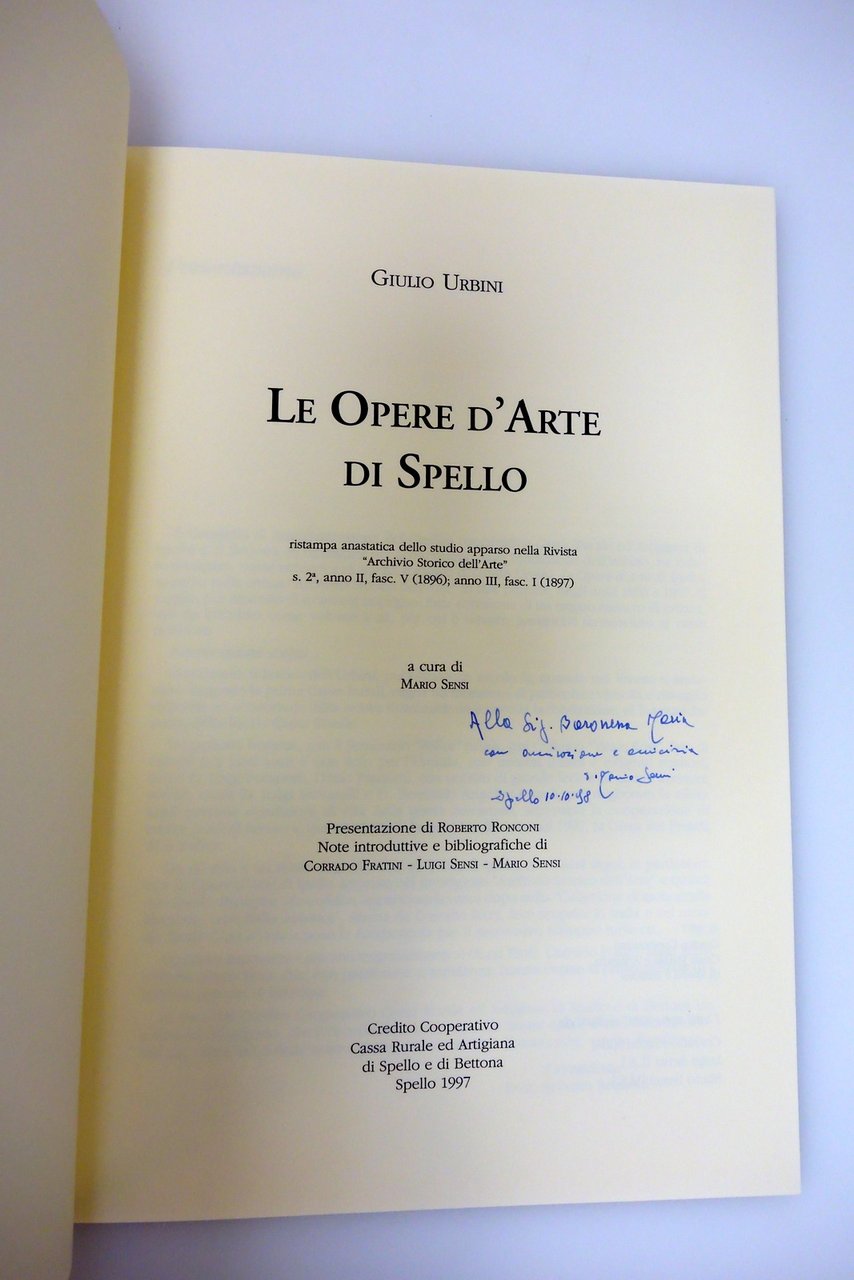 GIULIO URBINI
LE OPERE D'ARTE
DI SPELLO
ristampa anastatica dello studio apparso nella Rivista
"Archivio Storico dell'Arte"
s. 2ª, anno II, fasc. V (1896); anno III, fasc. I (1897)
a cura di
MARIO SENSI
Alla Sig. Baronessa Maria
con ammirazione e amicizia
Mario Sensi
Spello 10.10.98
Presentazione di ROBERTO RONCONI
Note introduttive e bibliografiche di
CORRADO FRATINI - LUIGI SENSI - MARIO SENSI
Credito Cooperativo
Cassa Rurale ed Artigiana
di Spello e di Bettona
Spello 1997